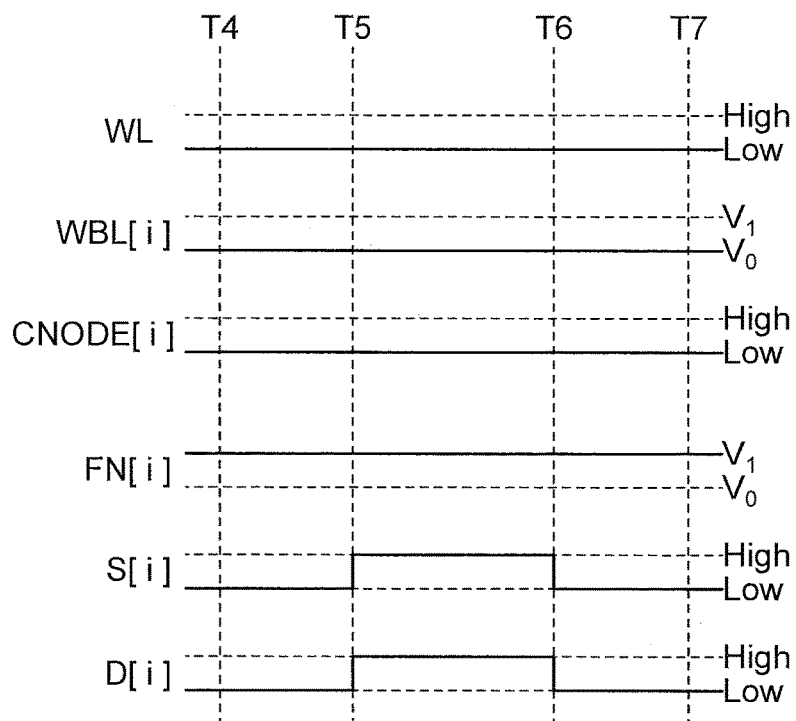 T4 T5 T6 T7
High
WL
Low
V1
WBL[ i ]
V0
High
CNODE[ i ]
Low
V1
FN[ i ]
V0
High
S[ i ]
Low
High
D[ i ]
Low